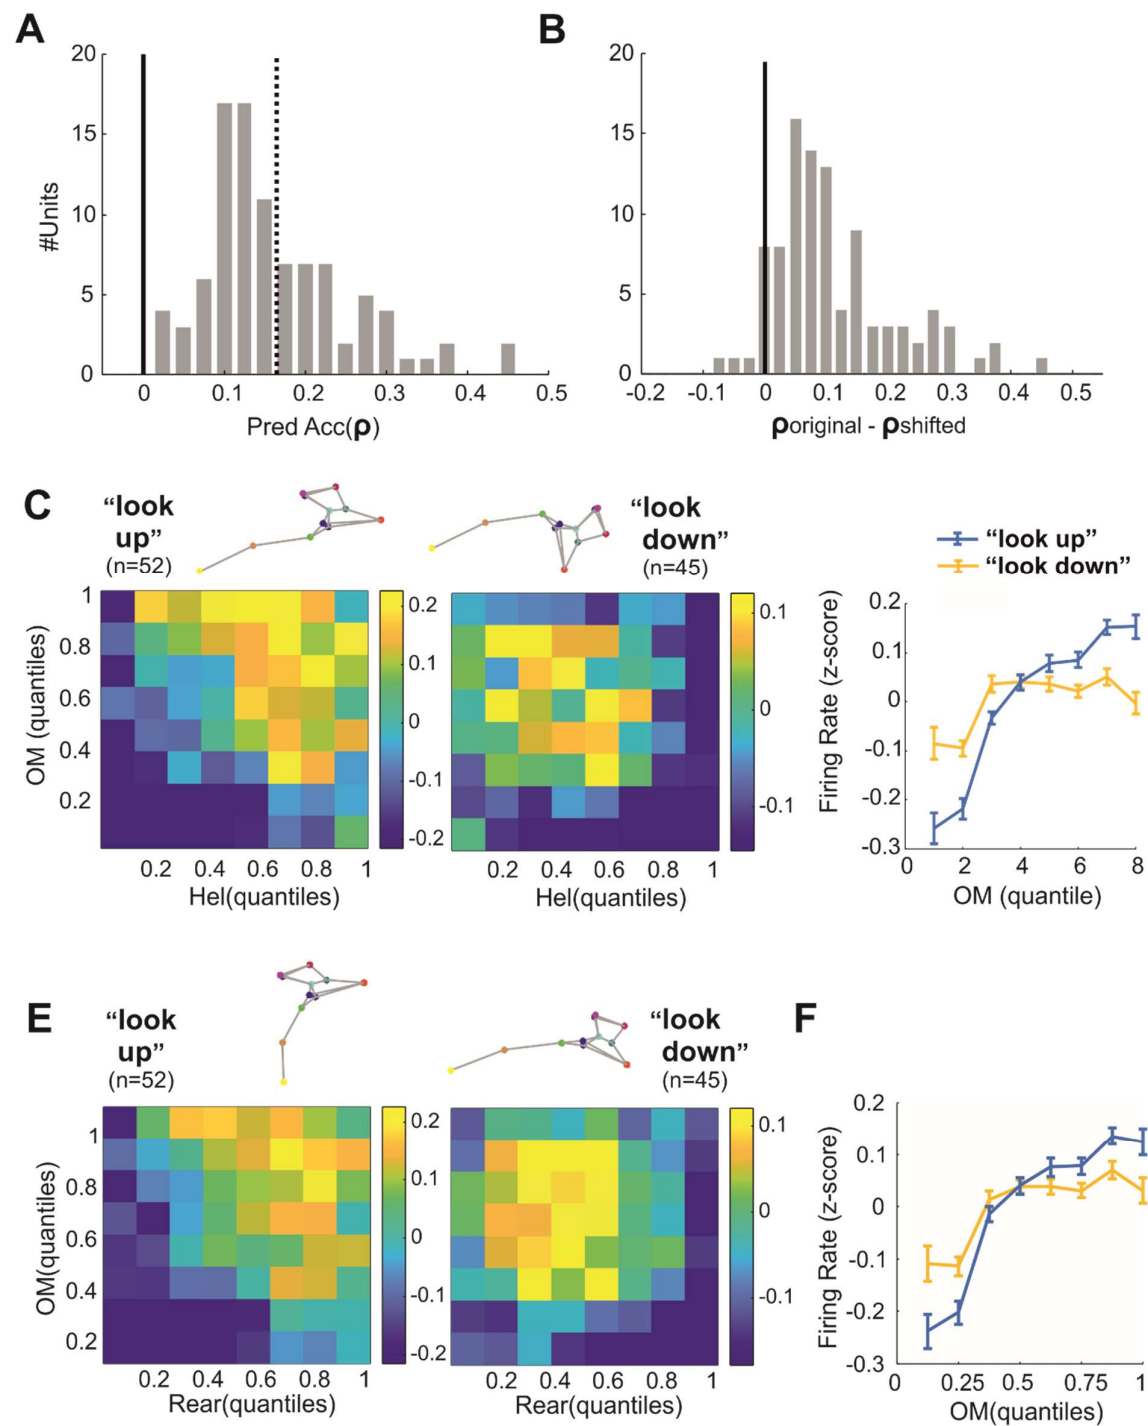 A
20
15
10
5
0
#Units
0
0.1
0.2
0.3
0.4
0.5
Pred Acc(ρ)
B
20
15
10
5
0
-0.2
-0.1
0
0.1
0.2
0.3
0.4
0.5
ρoriginal - ρshifted
C
“look
up”
(n=52)
1
0.8
0.6
0.4
0.2
OM (quantiles)
0.2
0.4
0.6
0.8
1
Hel(quantiles)
0.2
0.1
0
-0.1
-0.2
“look
down”
(n=45)
0.2
0.4
0.6
0.8
1
Hel(quantiles)
0.1
0
-0.1
“look up”
“look down”
0.2
0.1
0
-0.1
-0.2
-0.3
Firing Rate (z-score)
0
2
4
6
8
OM (quantile)
E
“look
up”
(n=52)
1
0.8
0.6
0.4
0.2
OM(quantiles)
0.2
0.4
0.6
0.8
1
Rear(quantiles)
0.2
0.1
0
-0.1
-0.2
“look
down”
(n=45)
0.2
0.4
0.6
0.8
1
Rear(quantiles)
0.1
0
-0.1
F
0.2
0.1
0
-0.1
-0.2
-0.3
Firing Rate (z-score)
0
0.25
0.5
0.75
1
OM(quantiles)